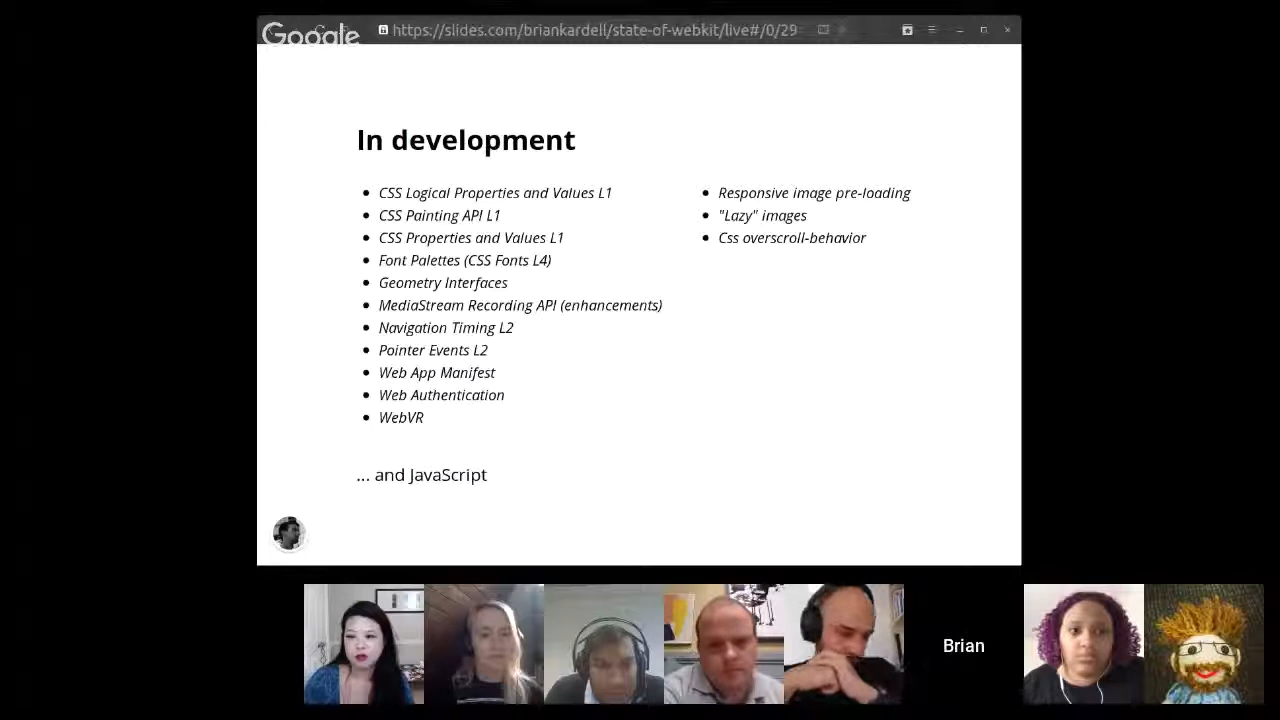 Google
https://slides.com/briankardell/state-of-webkit/live#/0/29
In development
CSS Logical Properties and Values L1
CSS Painting API L1
CSS Properties and Values L1
Font Palettes (CSS Fonts L4)
Geometry Interfaces
MediaStream Recording API (enhancements)
Navigation Timing L2
Pointer Events L2
Web App Manifest
Web Authentication
WebVR
Responsive image pre-loading
"Lazy" images
Css overscroll-behavior
... and JavaScript
Brian